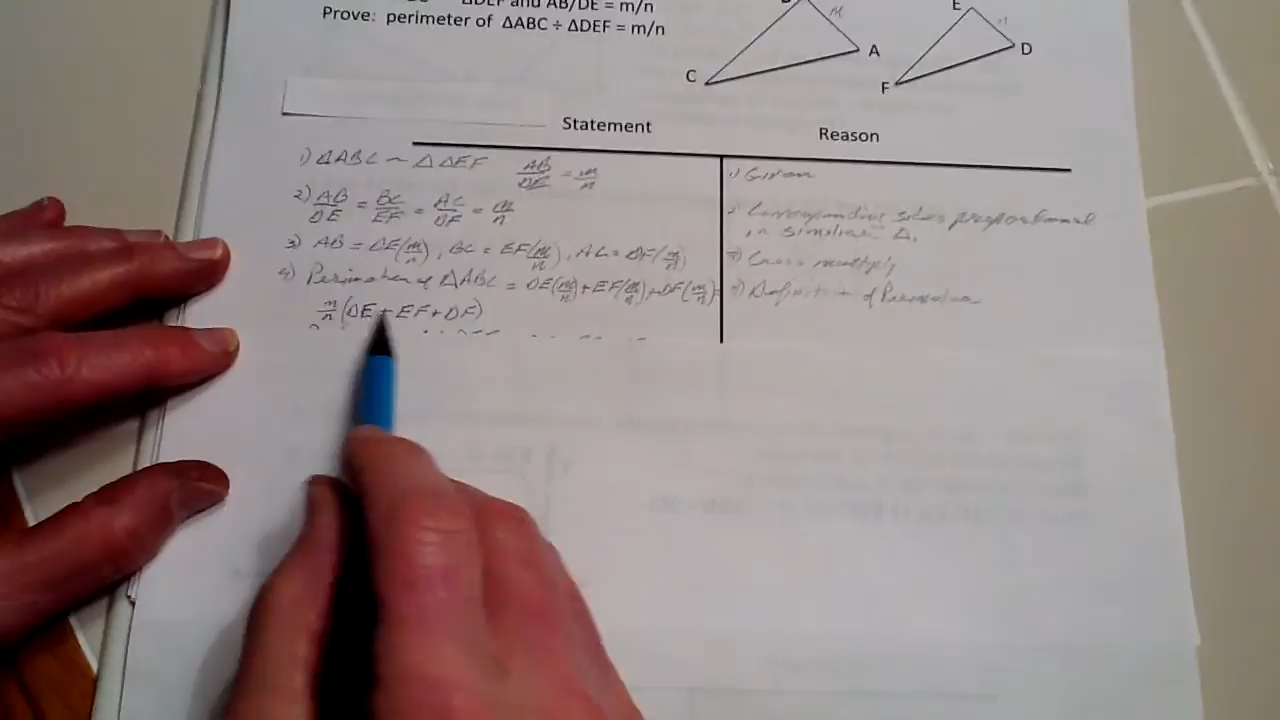 ΔDEF and AB/DE = m/n
Prove: perimeter of ΔABC ÷ ΔDEF = m/n
M
E
n
A
D
C
F
Statement
Reason
1) ΔABC ~ ΔDEF AB/DE = m/n
1) Given
2) AB/DE = BC/EF = AC/DF = m/n
2) Corresponding sides proportional
in similar Δ.
3) AB = DE(m/n), BC = EF(m/n), AC = DF(m/n)
3) Cross multiply
4) Perimeter of ΔABC = DE(m/n) + EF(m/n) + DF(m/n) =
4) Definition of Perimeter
m/n (DE + EF + DF)